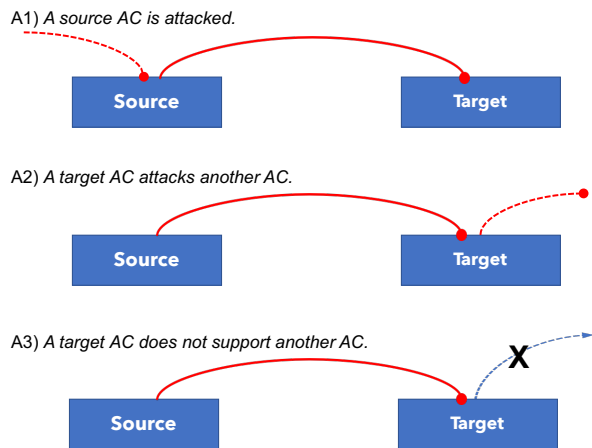 A1) A source AC is attacked.
Source
Target
A2) A target AC attacks another AC.
Source
Target
A3) A target AC does not support another AC.
X
Source
Target